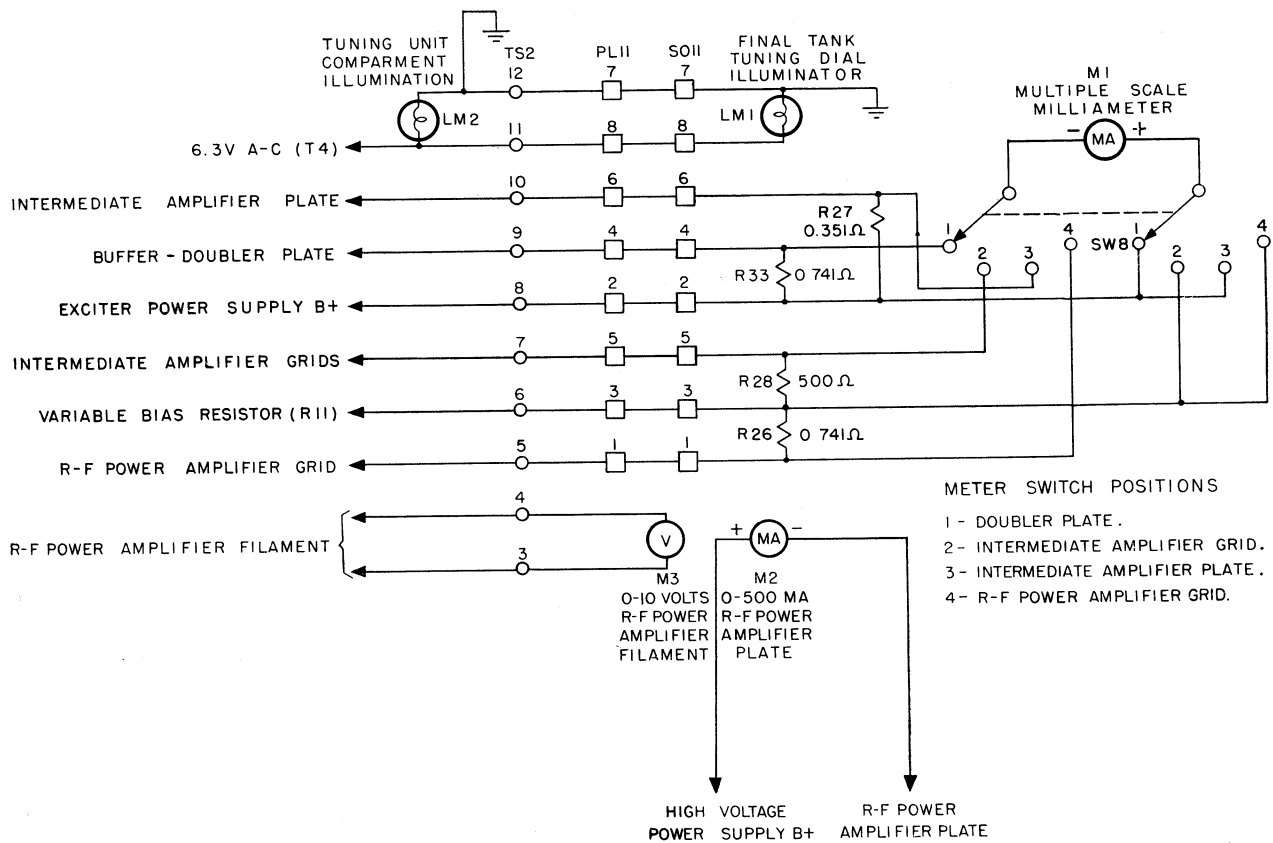 TUNING UNIT
COMPARMENT
ILLUMINATION
TS2
12
PL11
7
SO11
7
FINAL TANK
TUNING DIAL
ILLUMINATOR
M1
MULTIPLE SCALE
MILLIAMETER
- MA +
LM2
LM1
6.3V A-C (T4)
11
8
8
INTERMEDIATE AMPLIFIER PLATE
10
6
6
R27
0.351Ω
BUFFER - DOUBLER PLATE
9
4
4
1
2
3
4
SW8
1
2
3
4
R33 0 741Ω
EXCITER POWER SUPPLY B+
8
2
2
INTERMEDIATE AMPLIFIER GRIDS
7
5
5
R28 500 Ω
VARIABLE BIAS RESISTOR (R11)
6
3
3
R26 0 741Ω
R-F POWER AMPLIFIER GRID
5
1
1
METER SWITCH POSITIONS
1 - DOUBLER PLATE.
2 - INTERMEDIATE AMPLIFIER GRID.
3 - INTERMEDIATE AMPLIFIER PLATE.
4 - R-F POWER AMPLIFIER GRID.
R-F POWER AMPLIFIER FILAMENT
4
3
V
M3
0-10 VOLTS
R-F POWER
AMPLIFIER
FILAMENT
+ MA -
M2
0-500 MA
R-F POWER
AMPLIFIER
PLATE
HIGH VOLTAGE
POWER SUPPLY B+
R-F POWER
AMPLIFIER PLATE